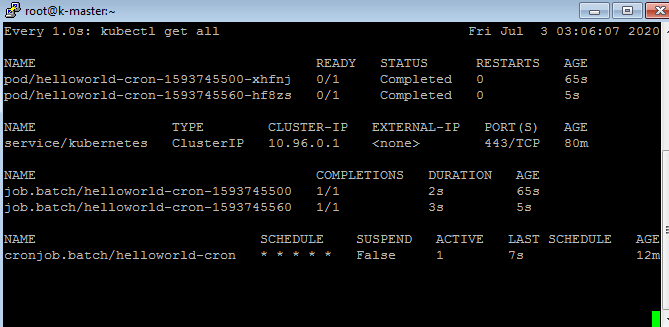 root@k-master:~
Every 1.0s: kubectl get all Fri Jul 3 03:06:07 2020
NAME READY STATUS RESTARTS AGE
pod/helloworld-cron-1593745500-xhfnj 0/1 Completed 0 65s
pod/helloworld-cron-1593745560-hf8zs 0/1 Completed 0 5s
NAME TYPE CLUSTER-IP EXTERNAL-IP PORT(S) AGE
service/kubernetes ClusterIP 10.96.0.1 <none> 443/TCP 80m
NAME COMPLETIONS DURATION AGE
job.batch/helloworld-cron-1593745500 1/1 2s 65s
job.batch/helloworld-cron-1593745560 1/1 3s 5s
NAME SCHEDULE SUSPEND ACTIVE LAST SCHEDULE AGE
cronjob.batch/helloworld-cron * * * * * False 1 7s 12m